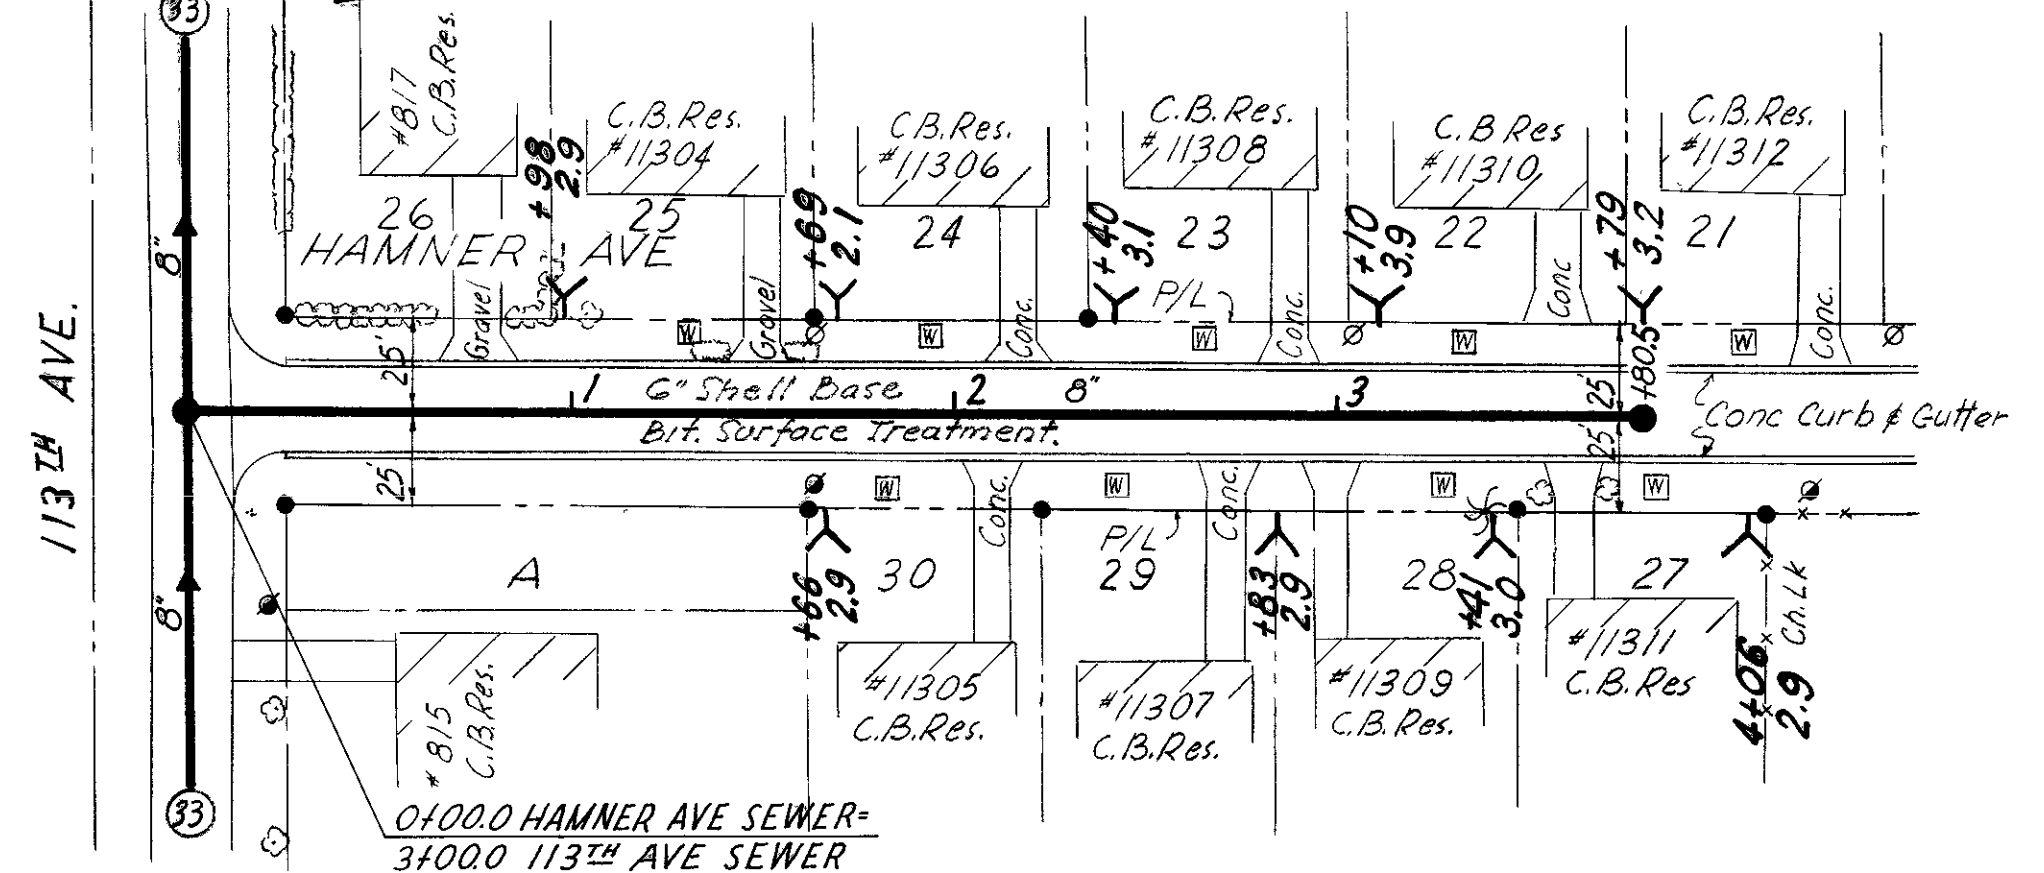 33
#817
C.B.Res.
C.B.Res.
#11304
C.B.Res.
#11306
C.B.Res.
#11308
C.B Res
#11310
C.B.Res.
#11312
+98
2.9
+69
2.1
+40
3.1
+10
3.9
+79
3.2
26
25
24
23
22
21
HAMNER AVE
8"
113TH AVE.
Gravel
W
Gravel
W
Conc.
P/L
W
Conc.
W
Conc
W
Conc.
25'
1
6" Shell Base
2
8"
3
25'
+80.5
Conc Curb & Gutter
Bit. Surface Treatment.
25'
25'
W
Conc.
W
Conc.
W
W
P/L
8"
A
30
29
28
27
+66
2.9
+83
2.9
+41
3.0
4+06
2.9
Ch.Lk
#815
C.B.Res.
#11305
C.B.Res.
#11307
C.B.Res.
#11309
C.B.Res.
#11311
C.B.Res
33
0+00.0 HAMNER AVE SEWER=
3+00.0 113TH AVE SEWER